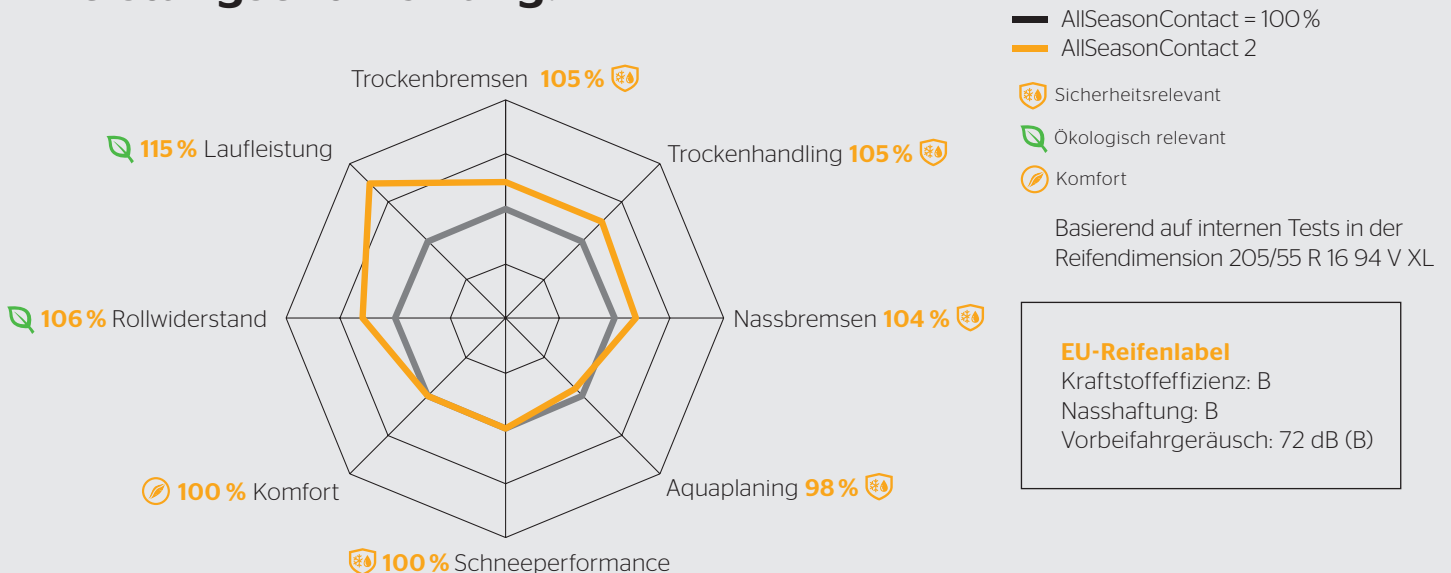 AllSeasonContact = 100 %
AllSeasonContact 2
Sicherheitsrelevant
Ökologisch relevant
Komfort
Basierend auf internen Tests in der
Reifendimension 205/55 R 16 94 V XL
EU-Reifenlabel
Kraftstoffeffizienz: B
Nasshaftung: B
Vorbeifahrgeräusch: 72 dB (B)
Trockenbremsen 105 %
115 % Laufleistung
Trockenhandling 105 %
106 % Rollwiderstand
Nassbremsen 104 %
100 % Komfort
Aquaplaning 98 %
100 % Schneeperformance